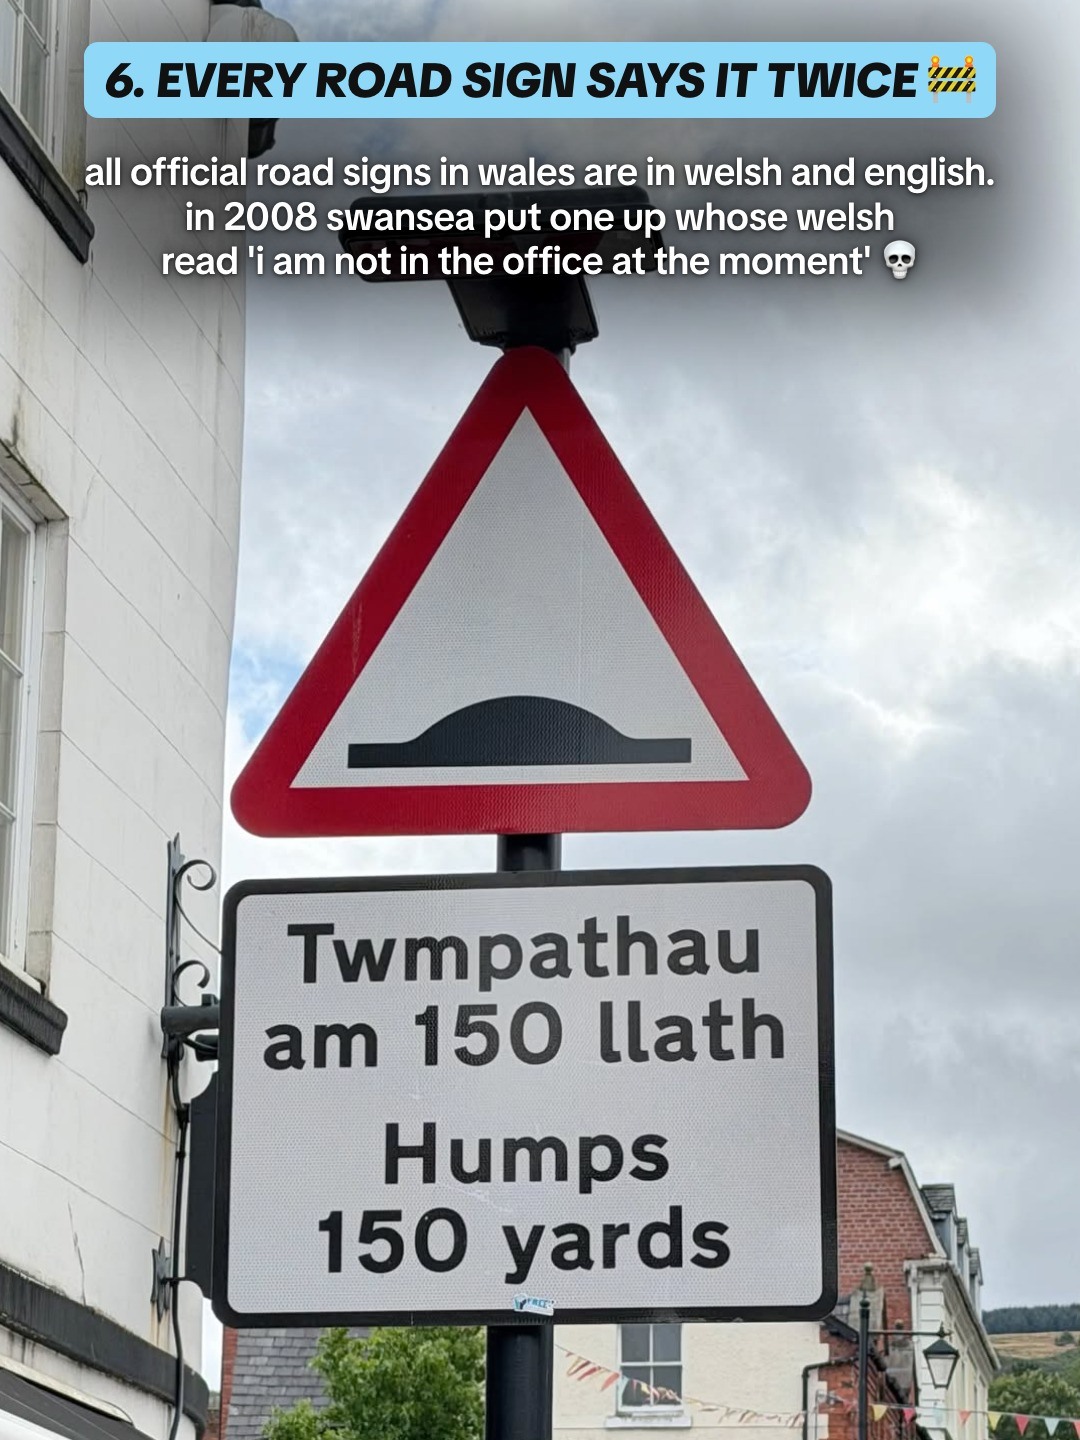 6. EVERY ROAD SIGN SAYS IT TWICE 🚧
all official road signs in wales are in welsh and english.
in 2008 swansea put one up whose welsh
read 'i am not in the office at the moment' 💀
Twmpathau
am 150 llath
Humps
150 yards